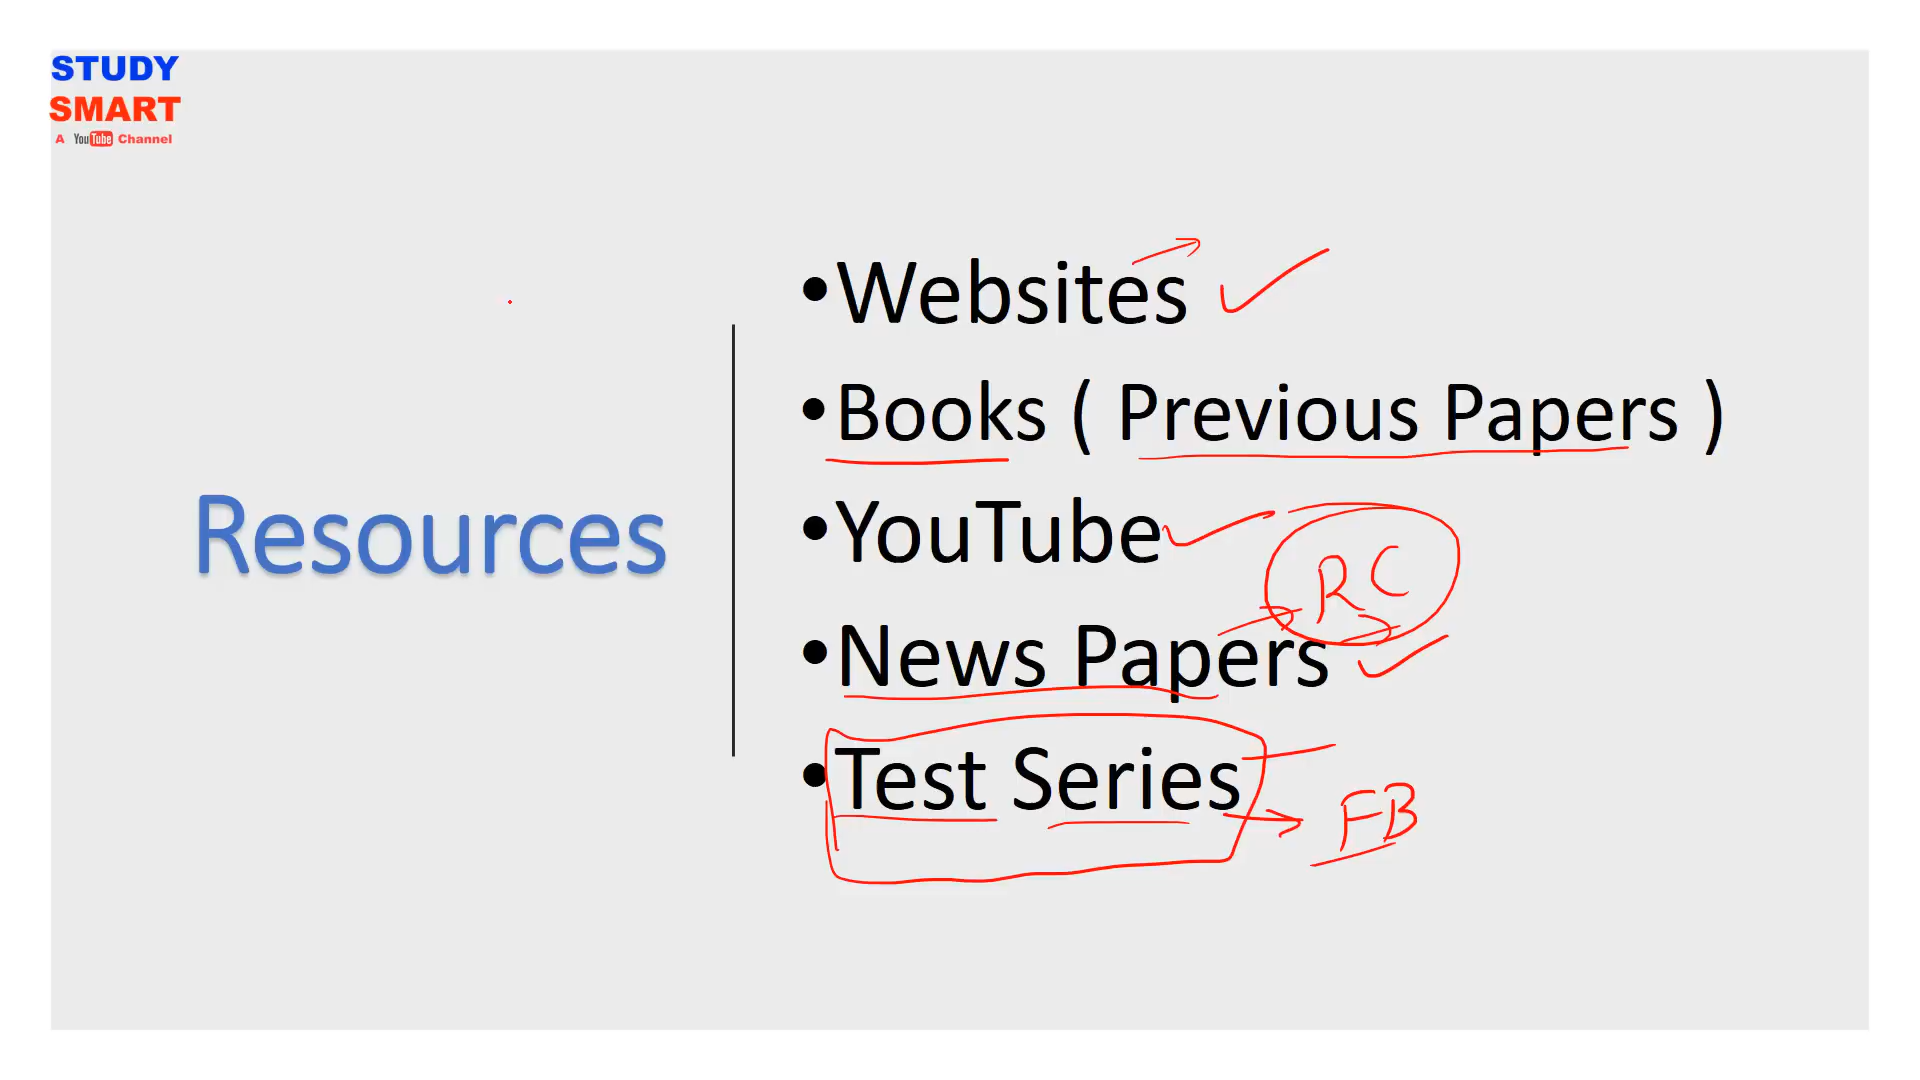 STUDY
SMART
A YouTube Channel
Resources
•Websites
•Books ( Previous Papers )
•YouTube
RC
•News Papers
•Test Series
FB